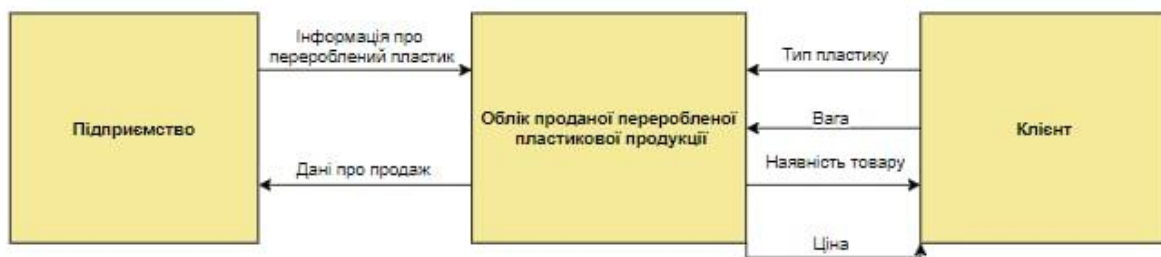 Підприємство
Інформація про
перероблений пластик
Дані про продаж
Облік проданої переробленої
пластикової продукції
Тип пластику
Вага
Наявність товару
Ціна
Клієнт